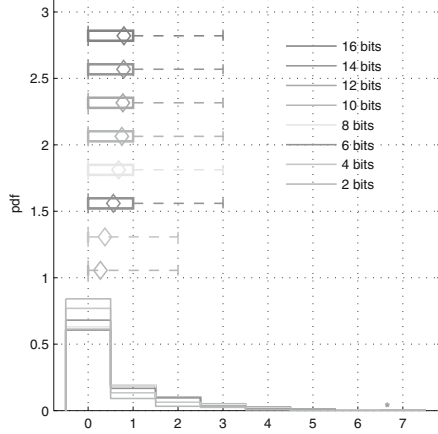 3
2.5
2
1.5
1
0.5
0
pdf
16 bits
14 bits
12 bits
10 bits
8 bits
6 bits
4 bits
2 bits
*
0 1 2 3 4 5 6 7